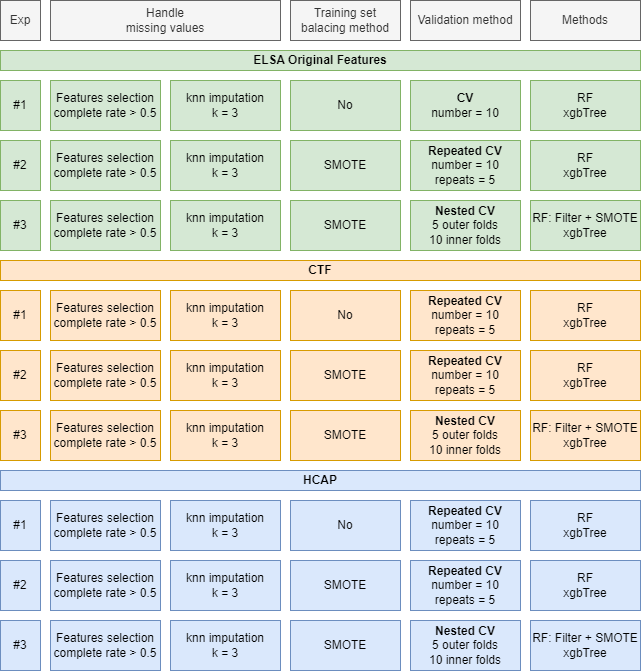 Exp
Handle
missing values
Training set
balacing method
Validation method
Methods
ELSA Original Features
#1
Features selection
complete rate > 0.5
knn imputation
k = 3
No
CV
number = 10
RF
xgbTree
#2
Features selection
complete rate > 0.5
knn imputation
k = 3
SMOTE
Repeated CV
number = 10
repeats = 5
RF
xgbTree
#3
Features selection
complete rate > 0.5
knn imputation
k = 3
SMOTE
Nested CV
5 outer folds
10 inner folds
RF: Filter + SMOTE
xgbTree
CTF
#1
Features selection
complete rate > 0.5
knn imputation
k = 3
No
Repeated CV
number = 10
repeats = 5
RF
xgbTree
#2
Features selection
complete rate > 0.5
knn imputation
k = 3
SMOTE
Repeated CV
number = 10
repeats = 5
RF
xgbTree
#3
Features selection
complete rate > 0.5
knn imputation
k = 3
SMOTE
Nested CV
5 outer folds
10 inner folds
RF: Filter + SMOTE
xgbTree
HCAP
#1
Features selection
complete rate > 0.5
knn imputation
k = 3
No
Repeated CV
number = 10
repeats = 5
RF
xgbTree
#2
Features selection
complete rate > 0.5
knn imputation
k = 3
SMOTE
Repeated CV
number = 10
repeats = 5
RF
xgbTree
#3
Features selection
complete rate > 0.5
knn imputation
k = 3
SMOTE
Nested CV
5 outer folds
10 inner folds
RF: Filter + SMOTE
xgbTree